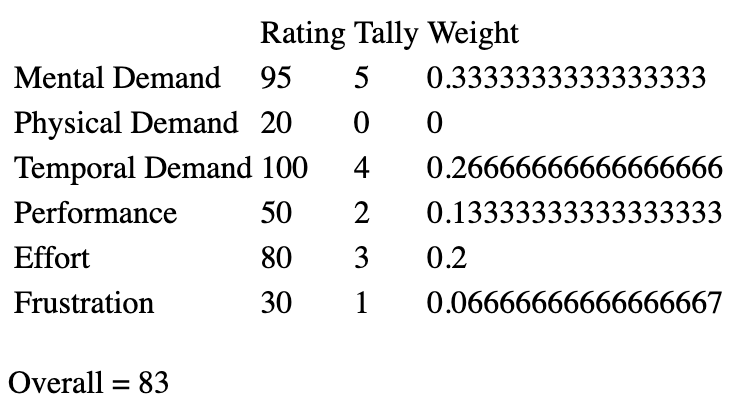 Rating Tally Weight
Mental Demand 95 5 0.3333333333333333
Physical Demand 20 0 0
Temporal Demand 100 4 0.26666666666666666
Performance 50 2 0.13333333333333333
Effort 80 3 0.2
Frustration 30 1 0.06666666666666667
Overall = 83